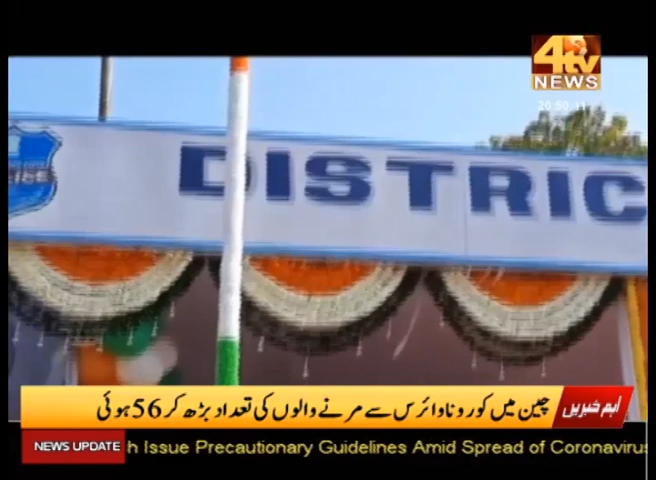 4tv
NEWS
20:50:11
DISTRIC
چین میں کورونا وائرس سے مرنے والوں کی تعداد بڑھ کر 56 ہوئی
اہم خبریں
NEWS UPDATE
h Issue Precautionary Guidelines Amid Spread of Coronavirus